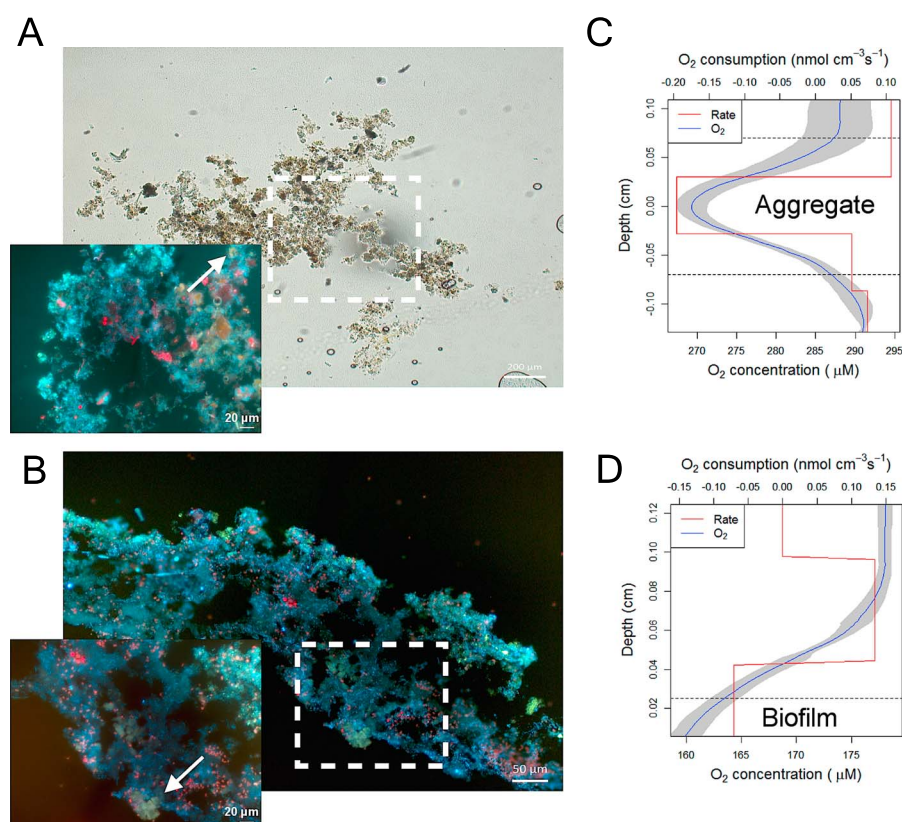 A
200 µm
20 µm
B
50 µm
20 µm
C
O₂ consumption (nmol cm⁻³s⁻¹)
-0.20 -0.15 -0.10 -0.05 0.00 0.05 0.10
Rate
O₂
Depth (cm)
0.10
0.05
0.00
-0.05
-0.10
Aggregate
270 275 280 285 290 295
O₂ concentration ( µM)
D
O₂ consumption (nmol cm⁻³s⁻¹)
-0.15 -0.10 -0.05 0.00 0.05 0.10 0.15
Rate
O₂
Depth (cm)
0.12
0.10
0.08
0.06
0.04
0.02
Biofilm
160 165 170 175
O₂ concentration ( µM)